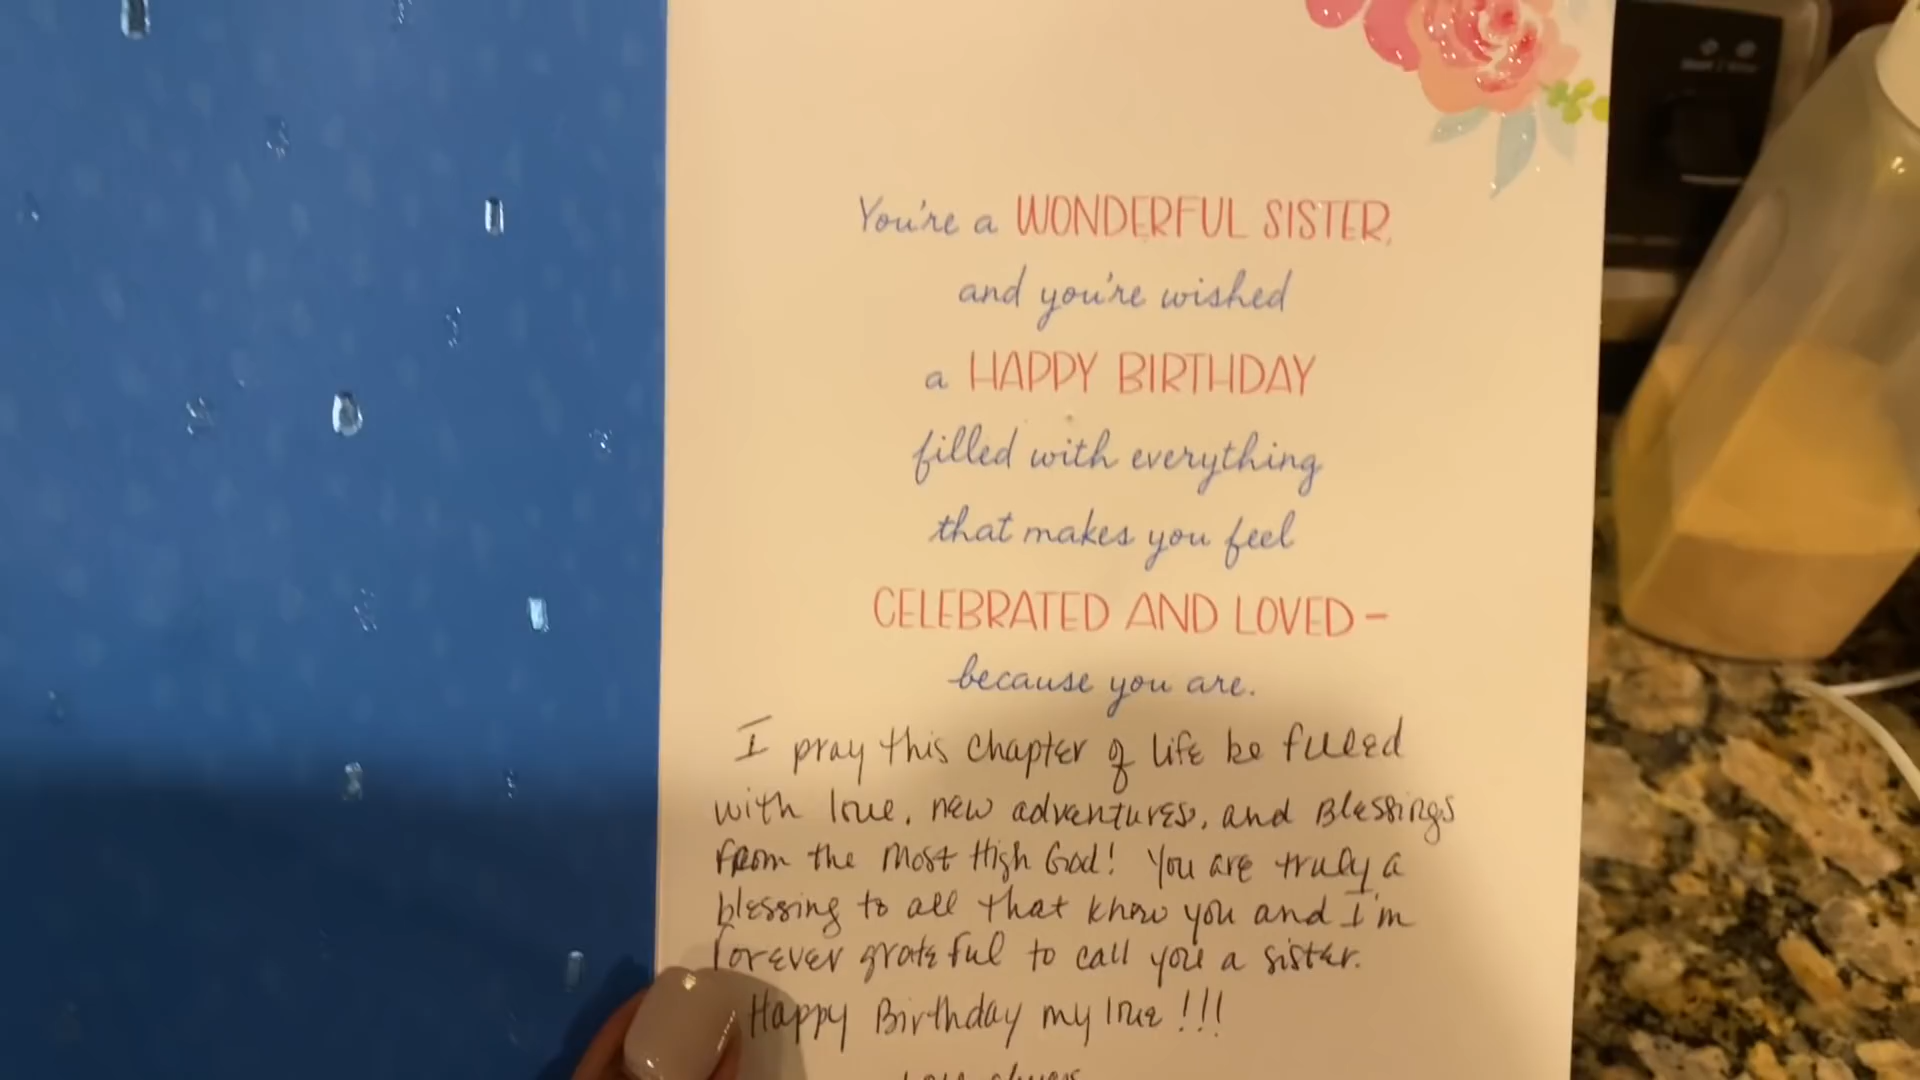 You're a WONDERFUL SISTER,
and you're wished
a HAPPY BIRTHDAY
filled with everything
that makes you feel
CELEBRATED AND LOVED –
because you are.
I pray this chapter of life be filled
with love, new adventures, and Blessings
from the Most High God! You are truly a
blessing to all that know you and I'm
forever grateful to call you a sister.
Happy Birthday my love !!!